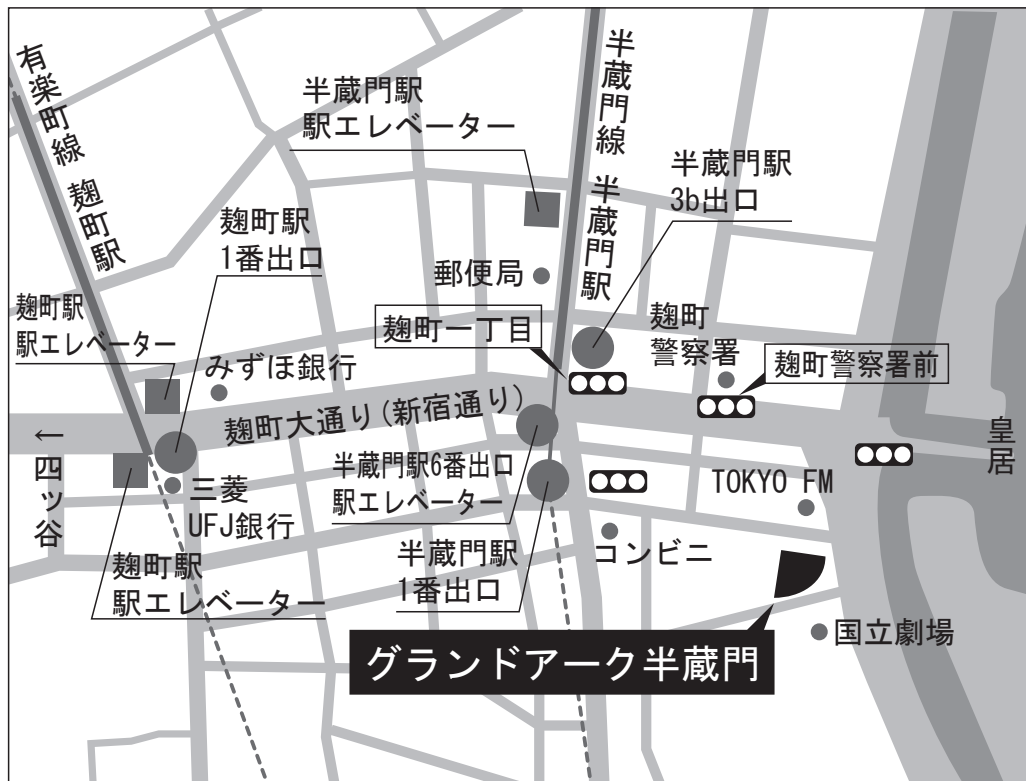 有楽町線 麹町駅
半蔵門駅
駅エレベーター
半蔵門線 半蔵門駅
半蔵門駅
3b出口
麹町駅
1番出口
郵便局
麹町駅
駅エレベーター
麹町一丁目
麹町
警察署
みずほ銀行
麹町警察署前
麹町大通り(新宿通り)
←四ッ谷
皇居
三菱
UFJ銀行
半蔵門駅6番出口
駅エレベーター
TOKYO FM
麹町駅
駅エレベーター
半蔵門駅
1番出口
コンビニ
グランドアーク半蔵門
国立劇場